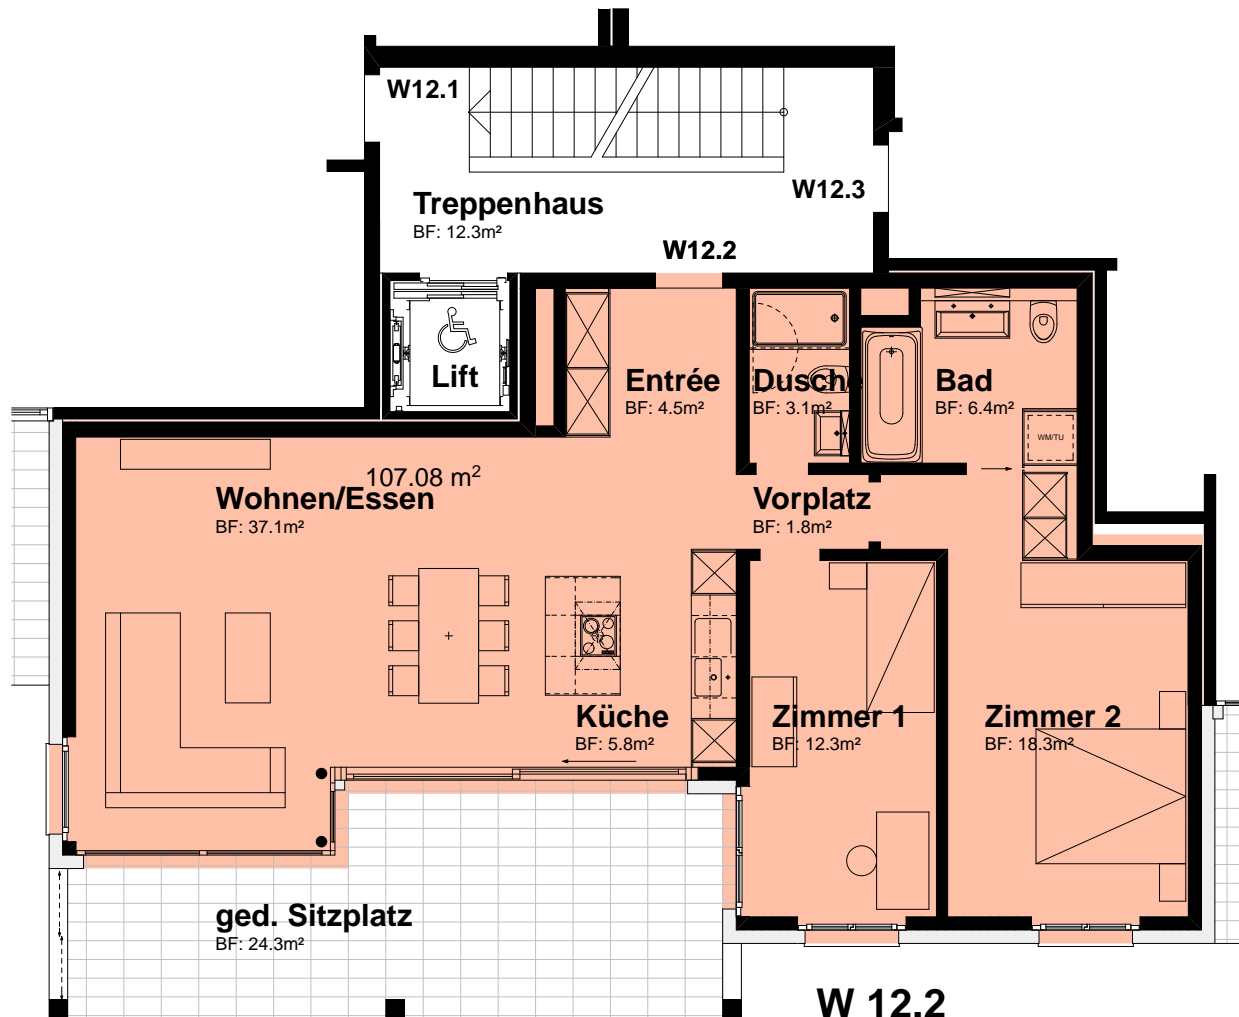 W12.1
W12.3
Treppenhaus
BF: 12.3m²
W12.2
Lift
Entrée
BF: 4.5m²
Dusche
BF: 3.1m²
Bad
BF: 6.4m²
WM/TU
107.08 m²
Wohnen/Essen
BF: 37.1m²
Vorplatz
BF: 1.8m²
Küche
BF: 5.8m²
Zimmer 1
BF: 12.3m²
Zimmer 2
BF: 18.3m²
ged. Sitzplatz
BF: 24.3m²
W 12.2